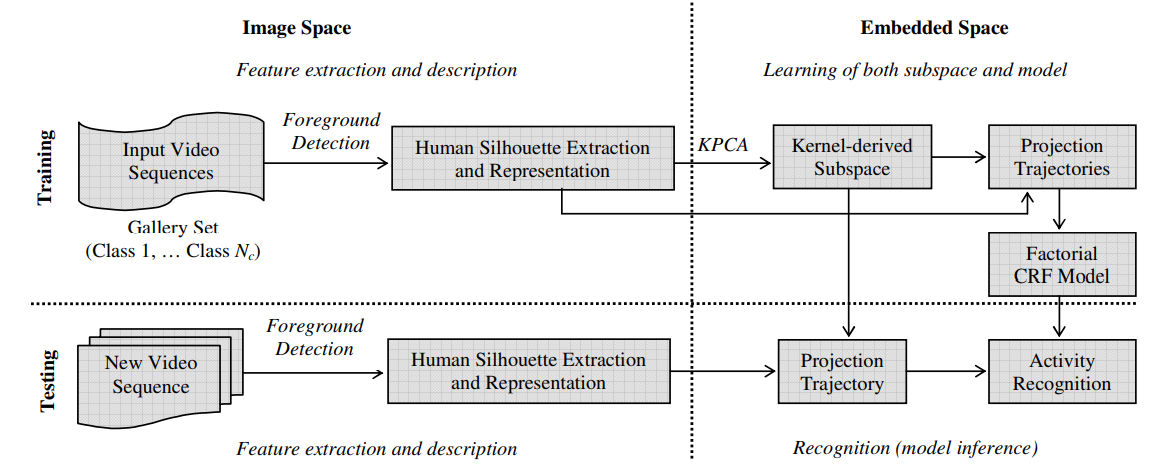 Image Space
Embedded Space
Feature extraction and description
Learning of both subspace and model
Training
Input Video
Sequences
Gallery Set
(Class 1, … Class Nc)
Foreground
Detection
Human Silhouette Extraction
and Representation
KPCA
Kernel-derived
Subspace
Projection
Trajectories
Factorial
CRF Model
Testing
New Video
Sequence
Foreground
Detection
Human Silhouette Extraction
and Representation
Projection
Trajectory
Activity
Recognition
Feature extraction and description
Recognition (model inference)